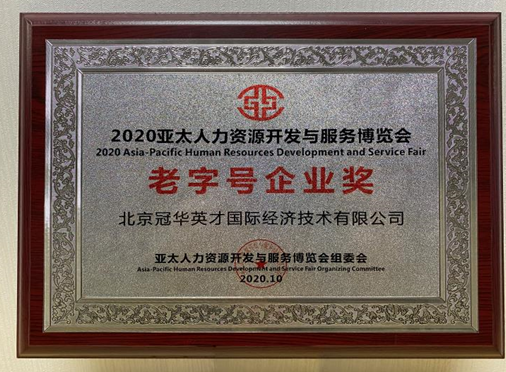 2020亚太人力资源开发与服务博览会
2020 Asia-Pacific Human Resources Development and Service Fair
老字号企业奖
北京冠华英才国际经济技术有限公司
亚太人力资源开发与服务博览会组委会
Asia-Pacific Human Resources Development and Service Fair Organizing Committee
2020.10